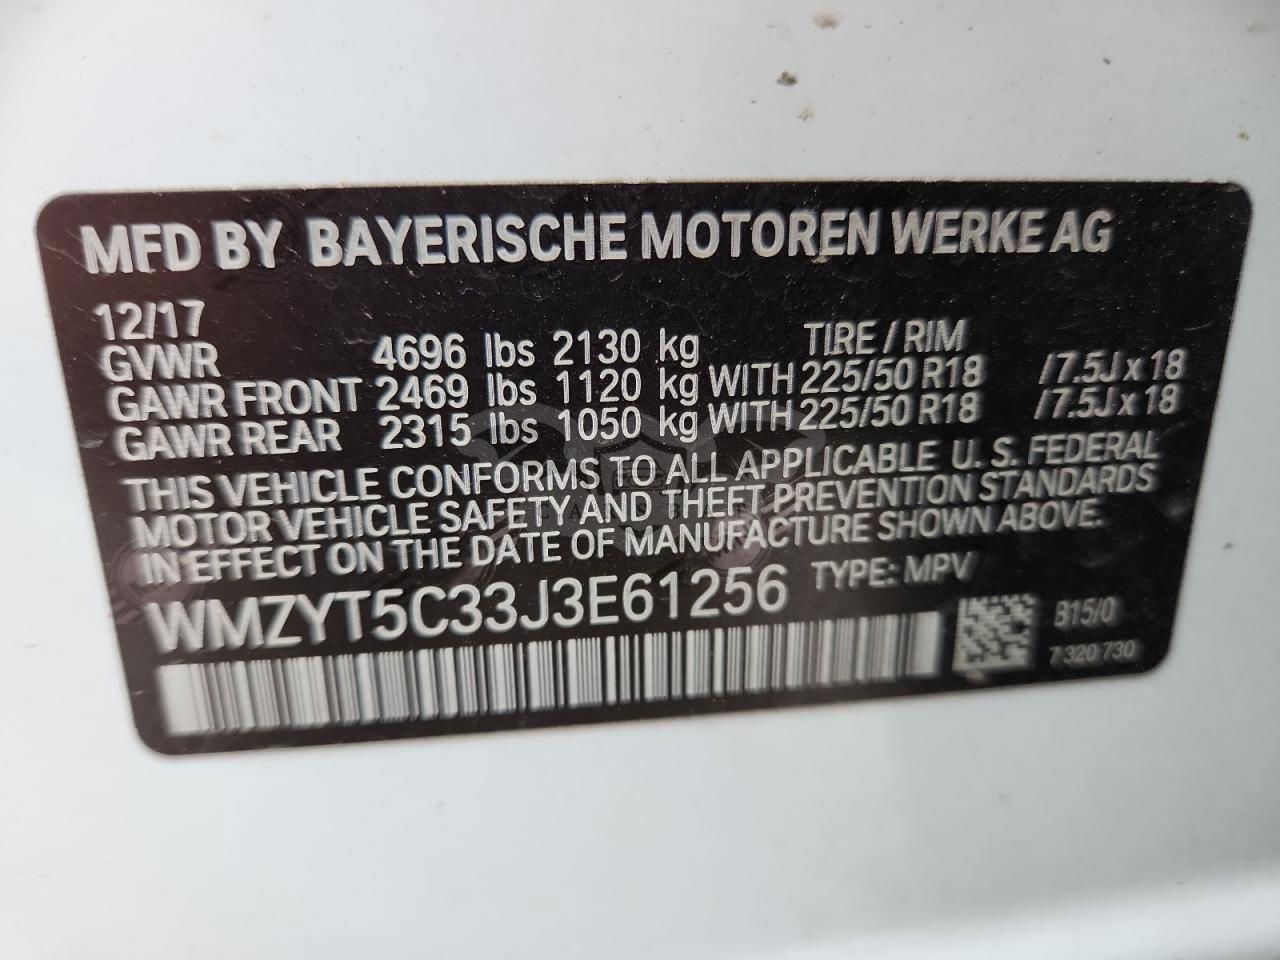 MFD BY BAYERISCHE MOTOREN WERKE AG
12/17 TIRE / RIM
GVWR 4696 lbs 2130 kg
GAWR FRONT 2469 lbs 1120 kg WITH 225/50 R18 /7.5J x 18
GAWR REAR 2315 lbs 1050 kg WITH 225/50 R18 /7.5J x 18
THIS VEHICLE CONFORMS TO ALL APPLICABLE U. S. FEDERAL
MOTOR VEHICLE SAFETY AND THEFT PREVENTION STANDARDS
IN EFFECT ON THE DATE OF MANUFACTURE SHOWN ABOVE.
WMZYT5C33J3E61256 TYPE: MPV
B15/0
7 320 730